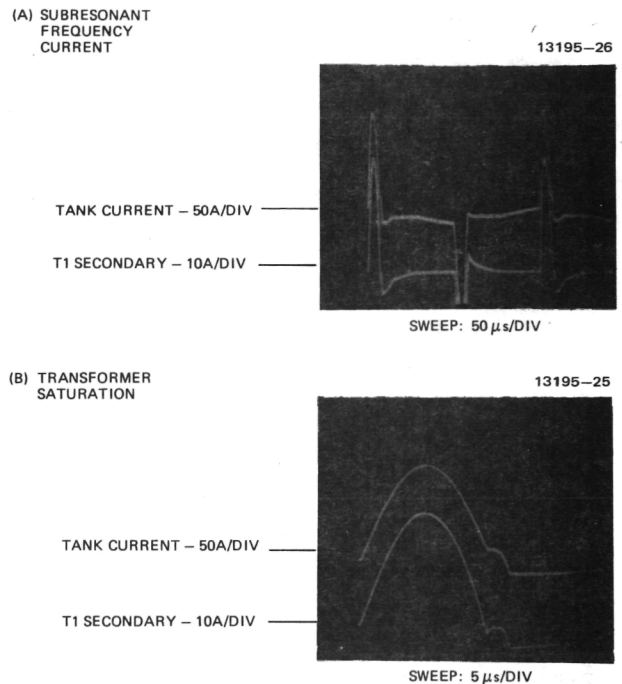 (A) SUBRESONANT
FREQUENCY
CURRENT
13195–26
TANK CURRENT – 50A/DIV
T1 SECONDARY – 10A/DIV
SWEEP: 50 μs/DIV
(B) TRANSFORMER
SATURATION
13195–25
TANK CURRENT – 50A/DIV
T1 SECONDARY – 10A/DIV
SWEEP: 5 μs/DIV